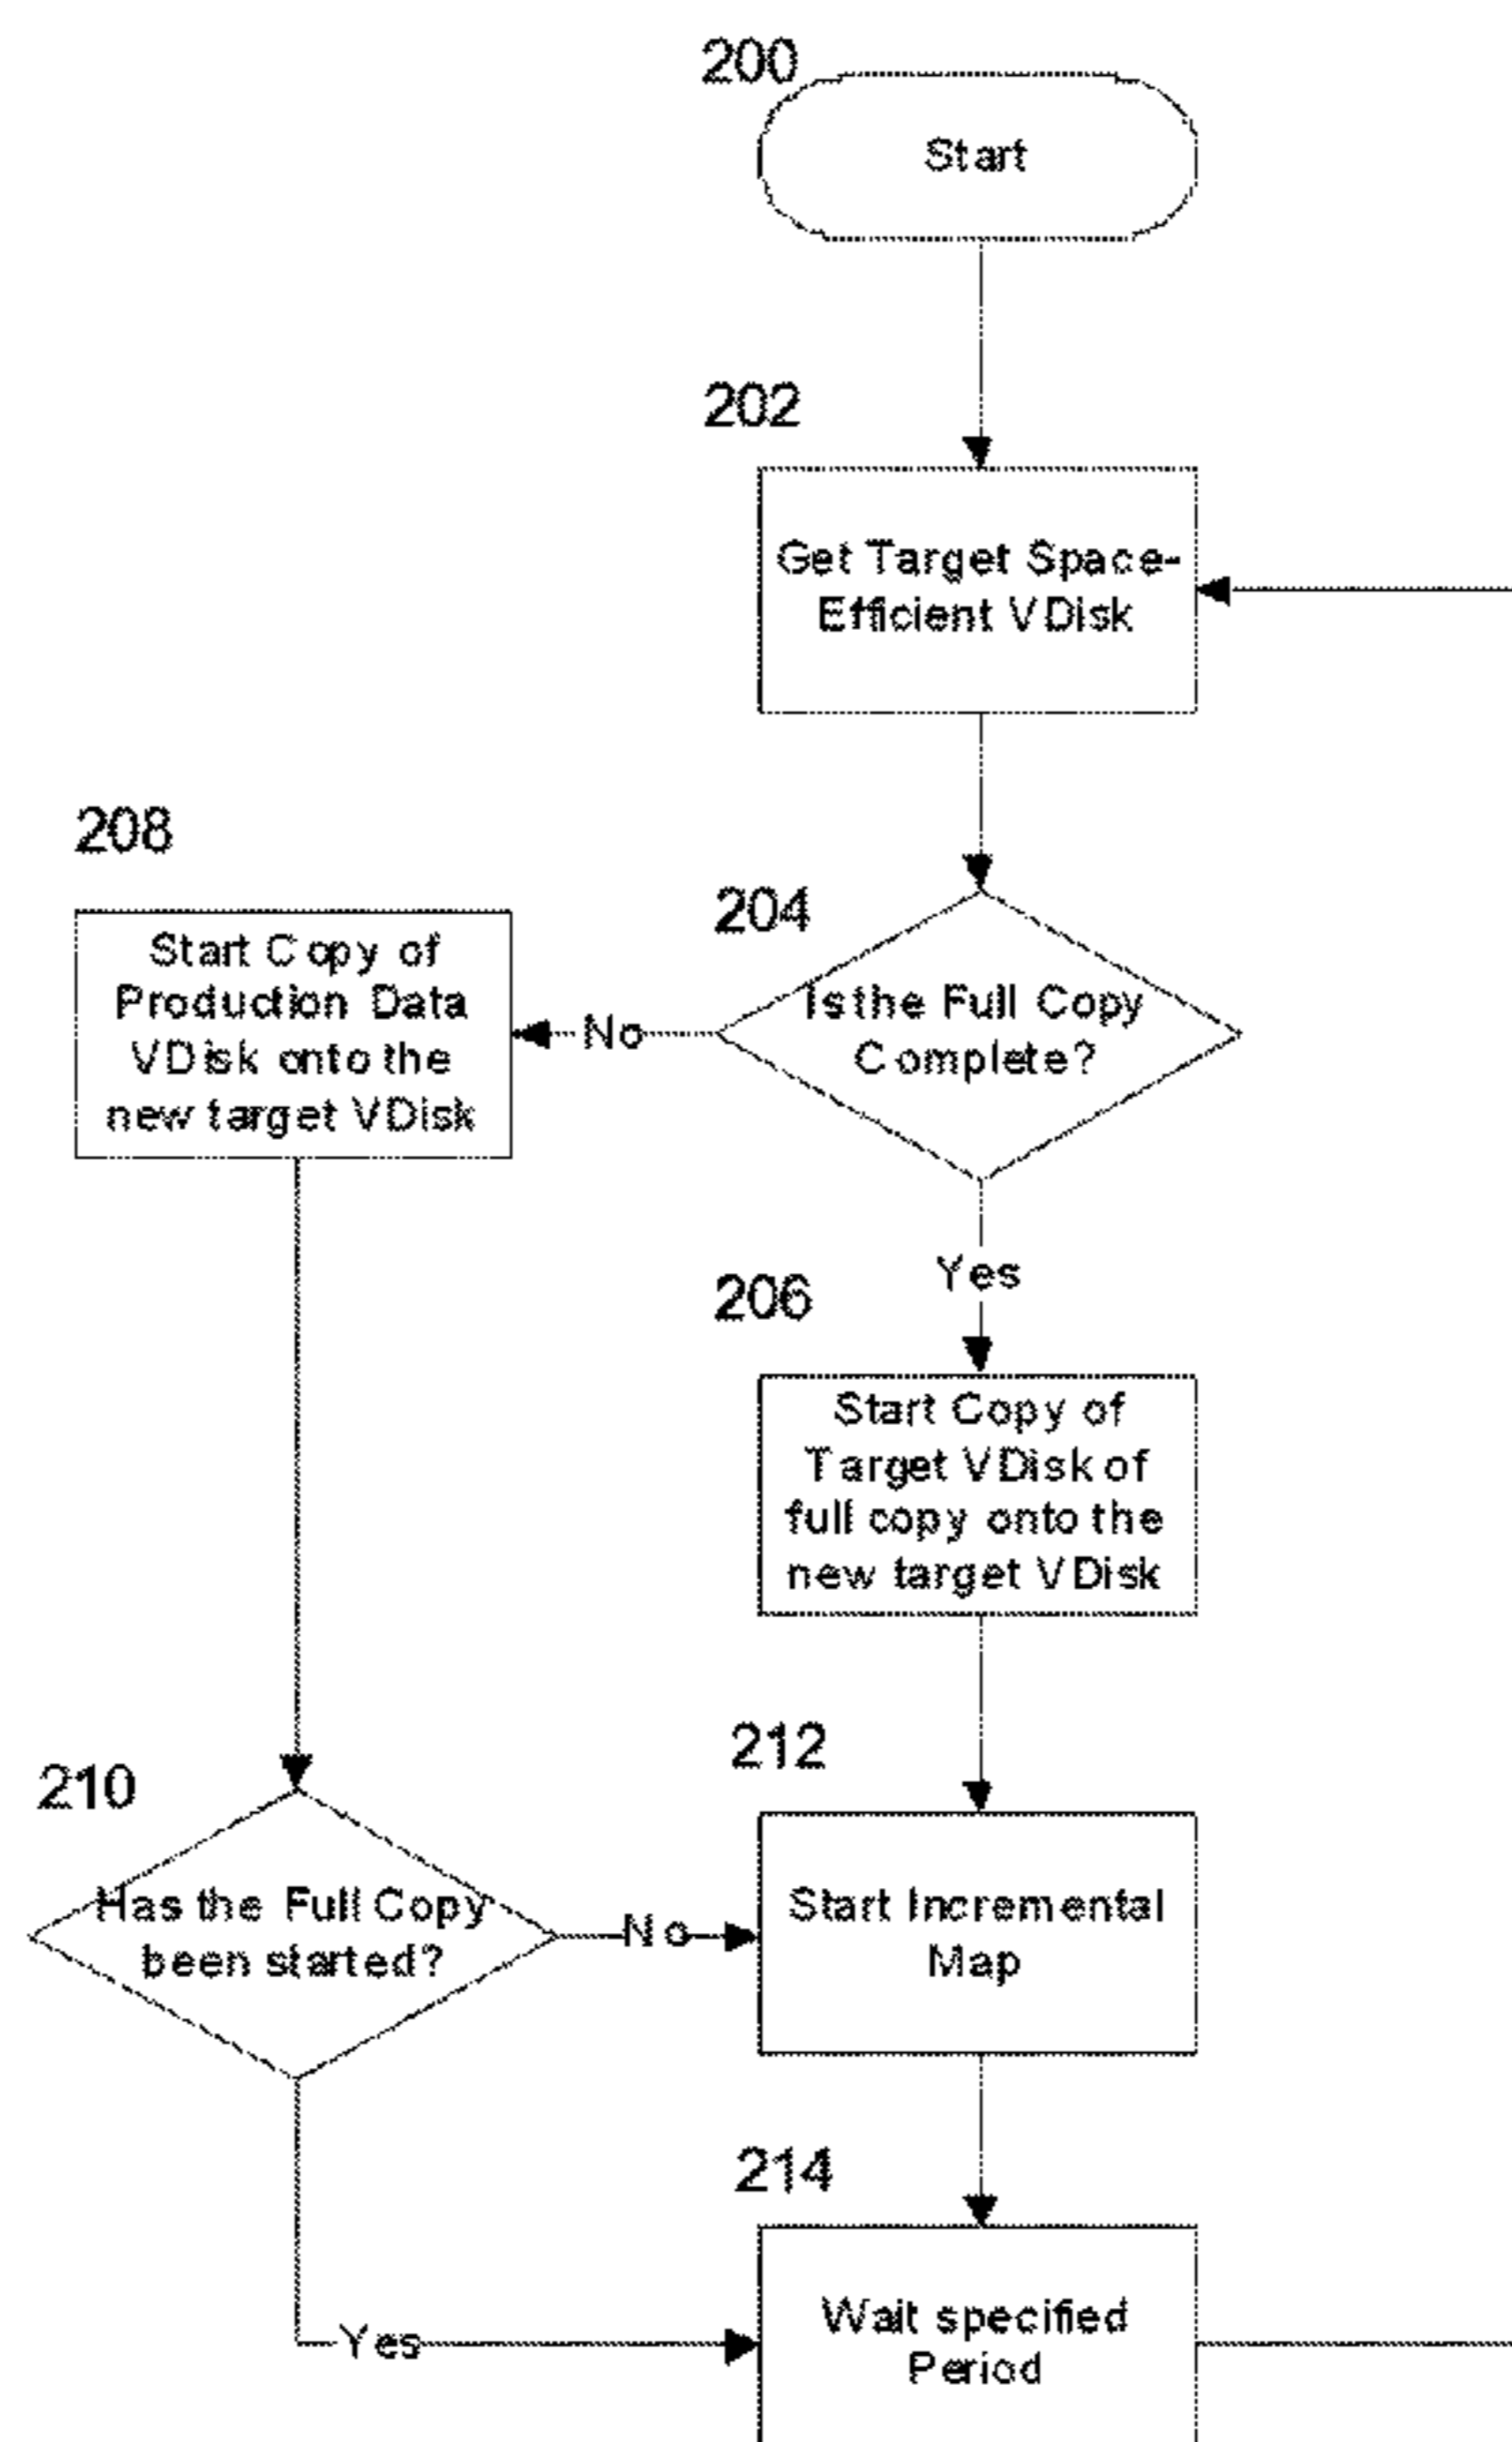 200
Start
202
Get Target Space-
Efficient VDisk
208
Start Copy of
Production Data
VDisk onto the
new target VDisk
204
Is the Full Copy
Complete?
No
Yes
206
Start Copy of
Target VDisk of
full copy onto the
new target VDisk
210
Has the Full Copy
been started?
No
212
Start Incremental
Map
214
Yes
Wait specified
Period